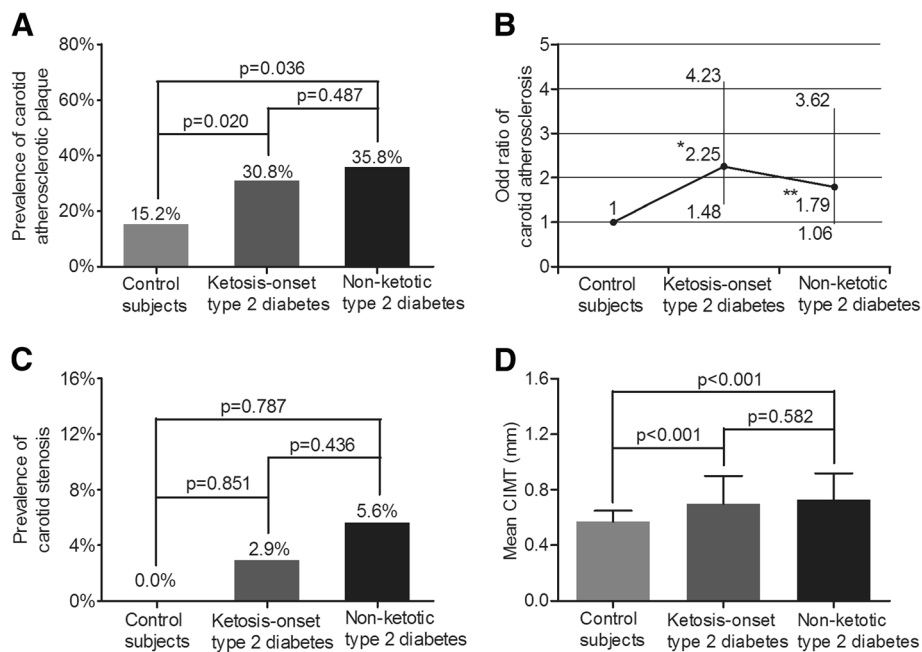 A
Prevalence of carotid
atherosclerotic plaque
80%
60%
40%
20%
0%
p=0.036
p=0.487
p=0.020
15.2%
30.8%
35.8%
Control
subjects
Ketosis-onset
type 2 diabetes
Non-ketotic
type 2 diabetes
B
Odd ratio of
carotid atherosclerosis
5
4
3
2
1
0
1
4.23
*2.25
1.48
3.62
**1.79
1.06
Control
subjects
Ketosis-onset
type 2 diabetes
Non-ketotic
type 2 diabetes
C
Prevalence of
carotid stenosis
16%
12%
8%
4%
0%
p=0.787
p=0.436
p=0.851
0.0%
2.9%
5.6%
Control
subjects
Ketosis-onset
type 2 diabetes
Non-ketotic
type 2 diabetes
D
Mean CIMT (mm)
1.6
1.2
0.8
0.4
0.0
p<0.001
p=0.582
p<0.001
Control
subjects
Ketosis-onset
type 2 diabetes
Non-ketotic
type 2 diabetes